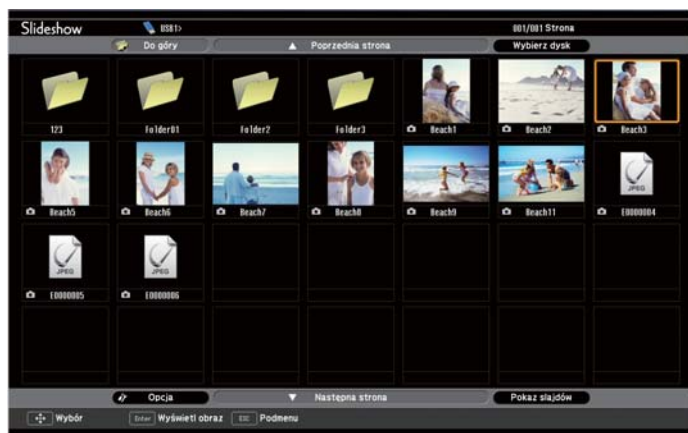 Slideshow USB1> 001/001 Strona
Do góry Poprzednia strona Wybierz dysk
123 Folder01 Folder2 Folder3 Beach1 Beach2 Beach3
Beach5 Beach6 Beach7 Beach8 Beach9 Beach11 E0000004
JPEG
JPEG JPEG
E0000005 E0000006
Opcja Następna strona Pokaz slajdów
Wybór Enter Wyświetl obraz ESC Podmenu